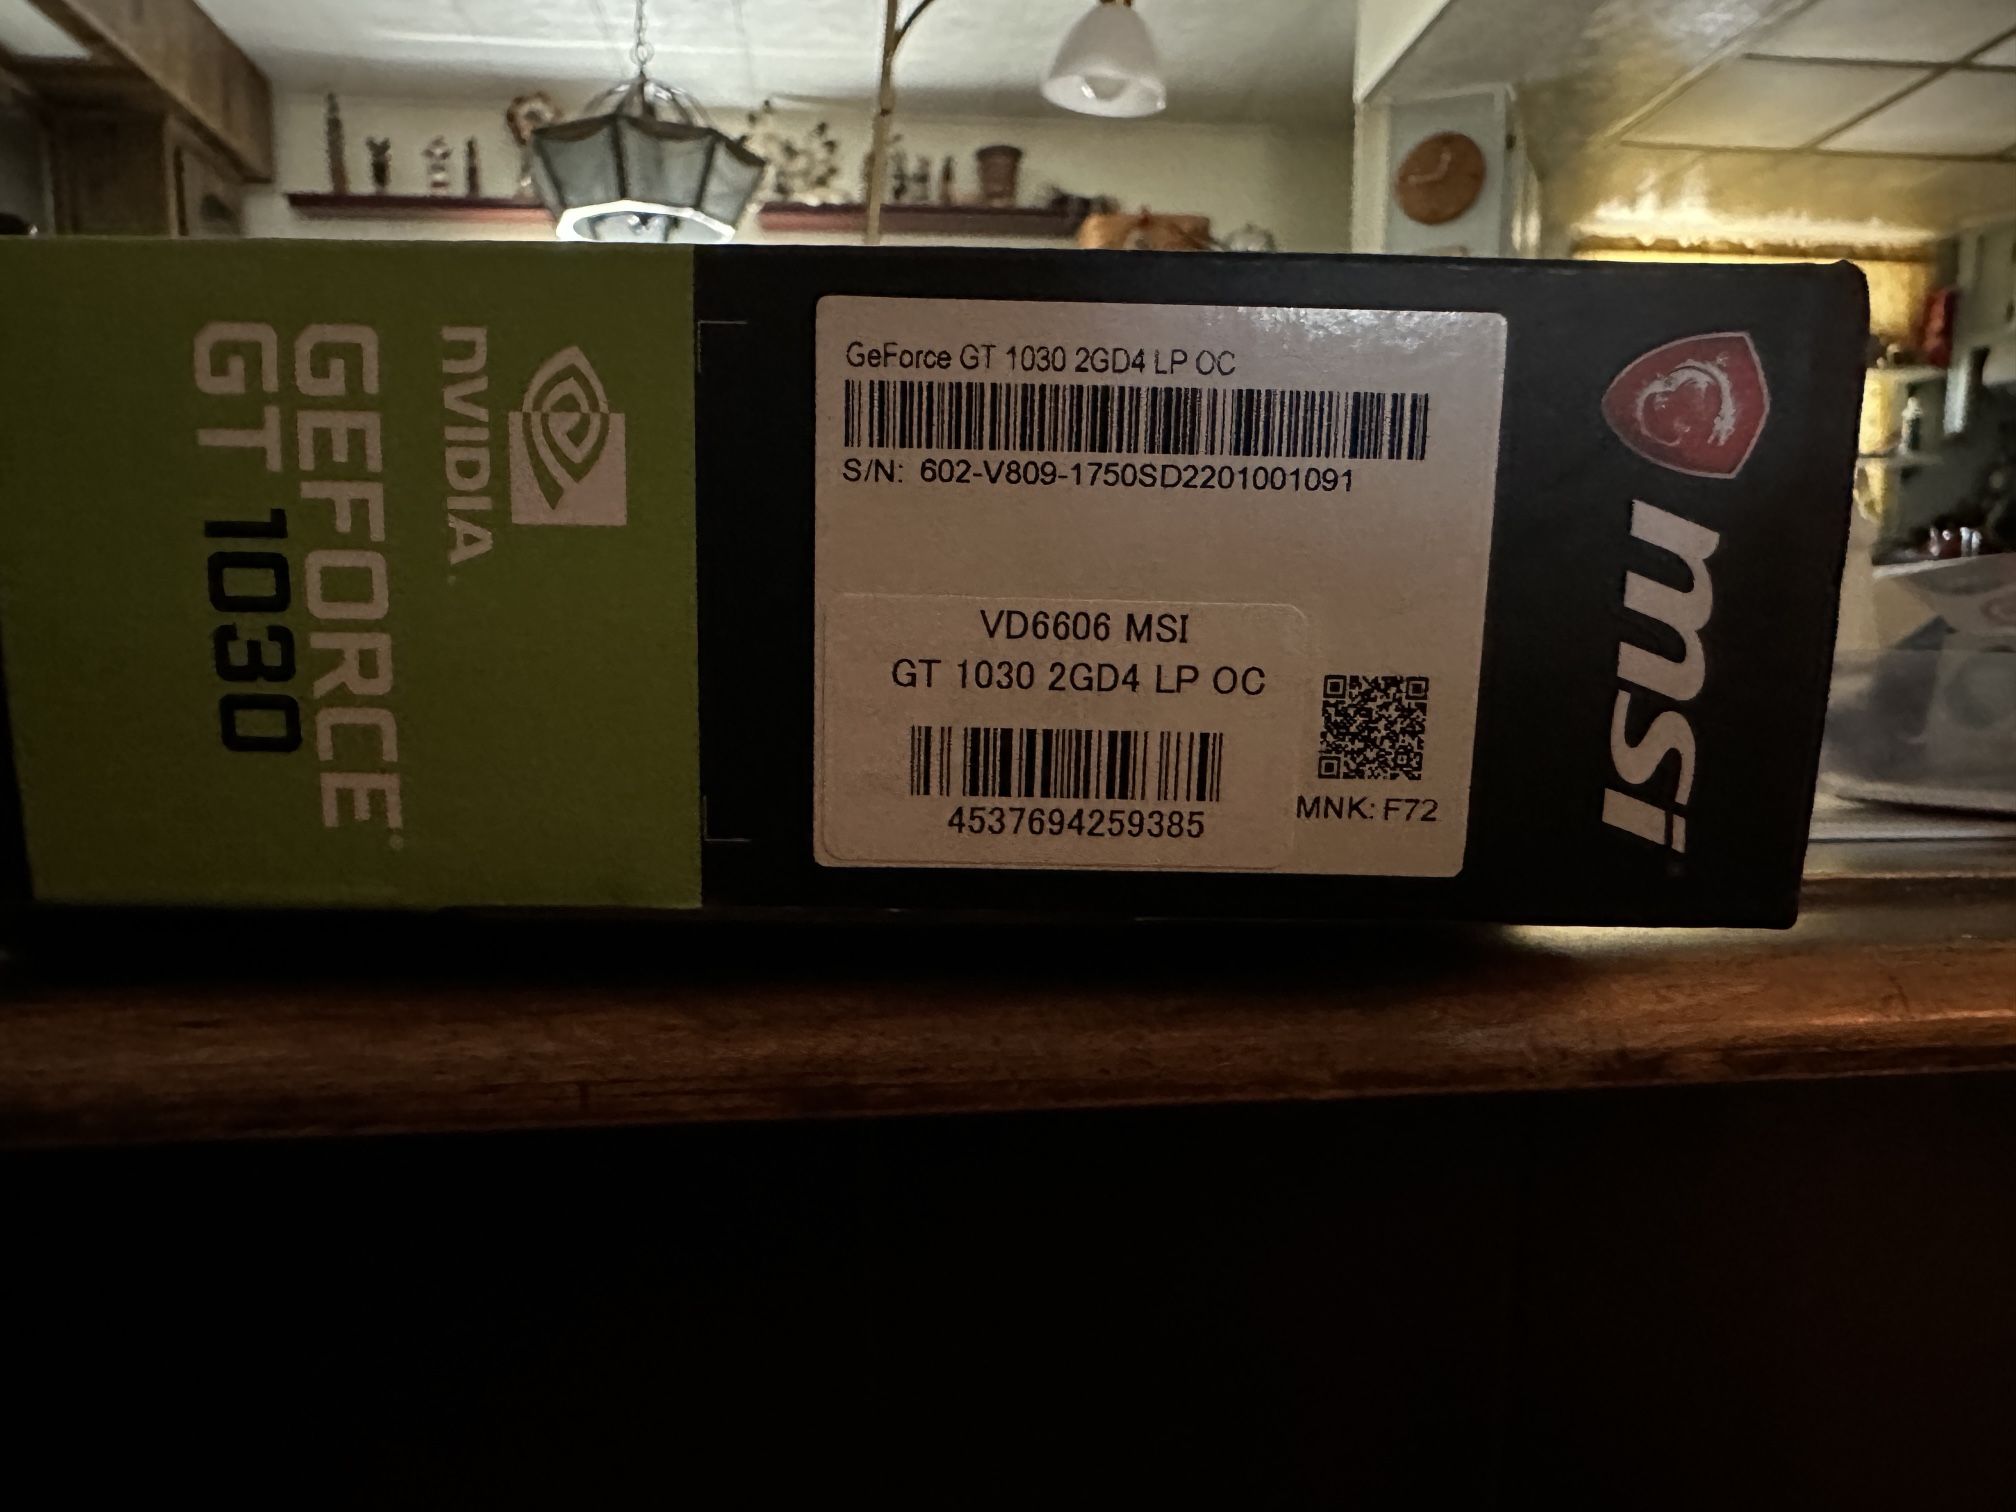 NVIDIA.
GEFORCE®
GT 1030
GeForce GT 1030 2GD4 LP OC
S/N: 602-V809-1750SD2201001091
VD6606 MSI
GT 1030 2GD4 LP OC
4537694259385
MNK: F72
msi